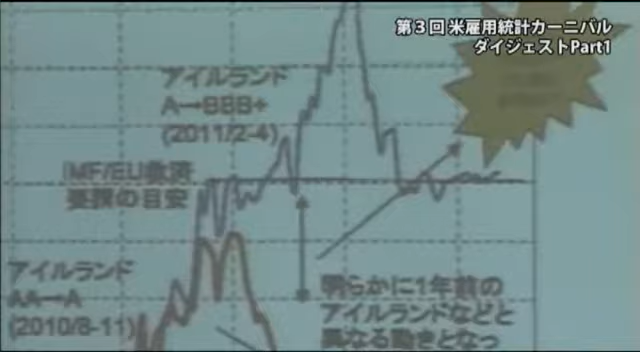 第３回 米雇用統計カーニバル
ダイジェストPart1
アイルランド
A→BBB+
(2011/2-4)
IMF/EU救済
要請の目安
アイルランド
AA→A
(2010/8-11)
明らかに1年前の
アイルランドなどと
異なる動きとなっ